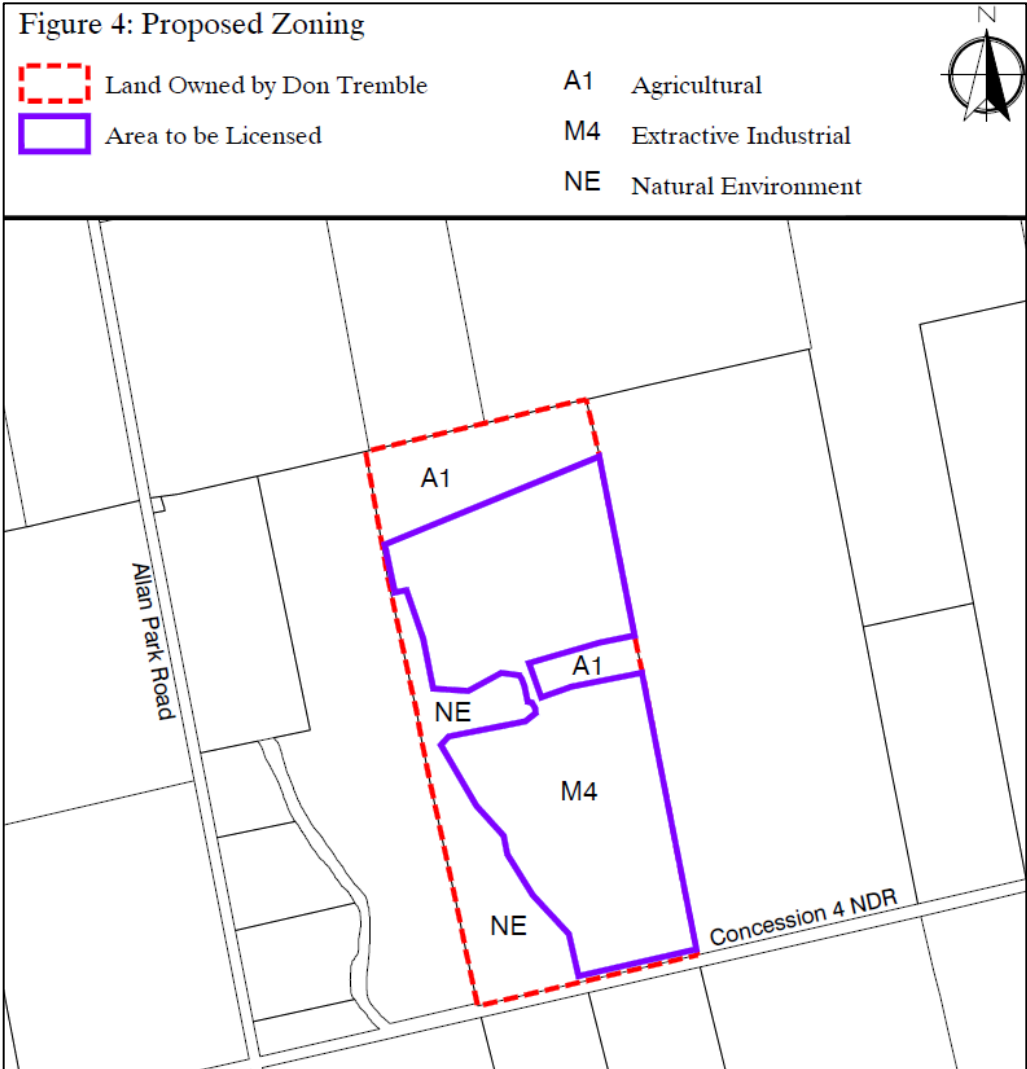 Figure 4: Proposed Zoning
N
Land Owned by Don Tremble
Area to be Licensed
A1 Agricultural
M4 Extractive Industrial
NE Natural Environment
A1
Allan Park Road
A1
NE
M4
NE
Concession 4 NDR